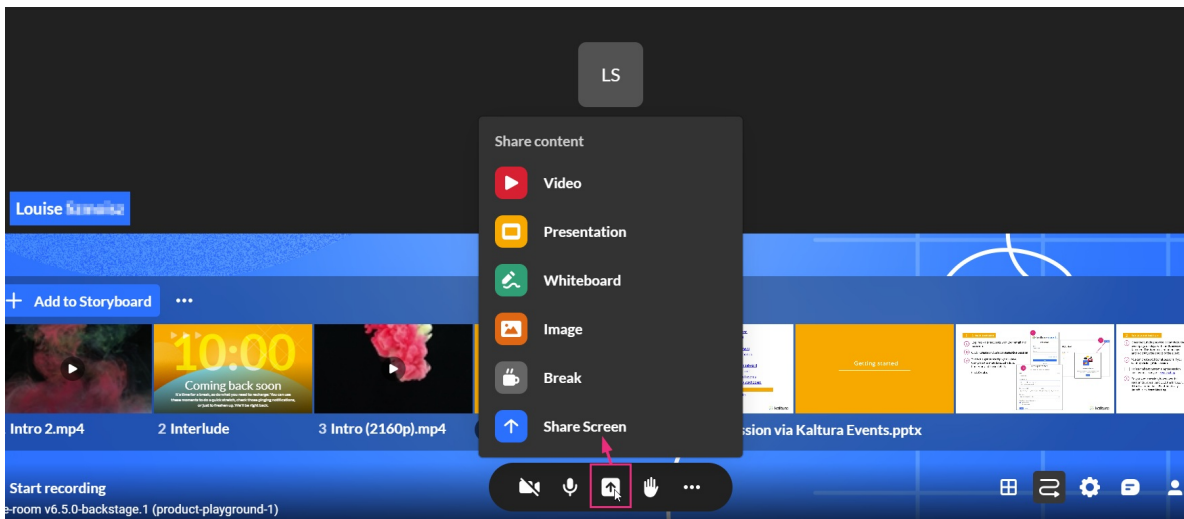 LS
Share content
Video
Presentation
Whiteboard
Image
Break
Share Screen
Louise
Add to Storyboard
10:00
Coming back soon
Getting started
Intro 2.mp4
2 Interlude
3 Intro (2160p).mp4
sion via Kaltura Events.pptx
Start recording
e-room v6.5.0-backstage.1 (product-playground-1)